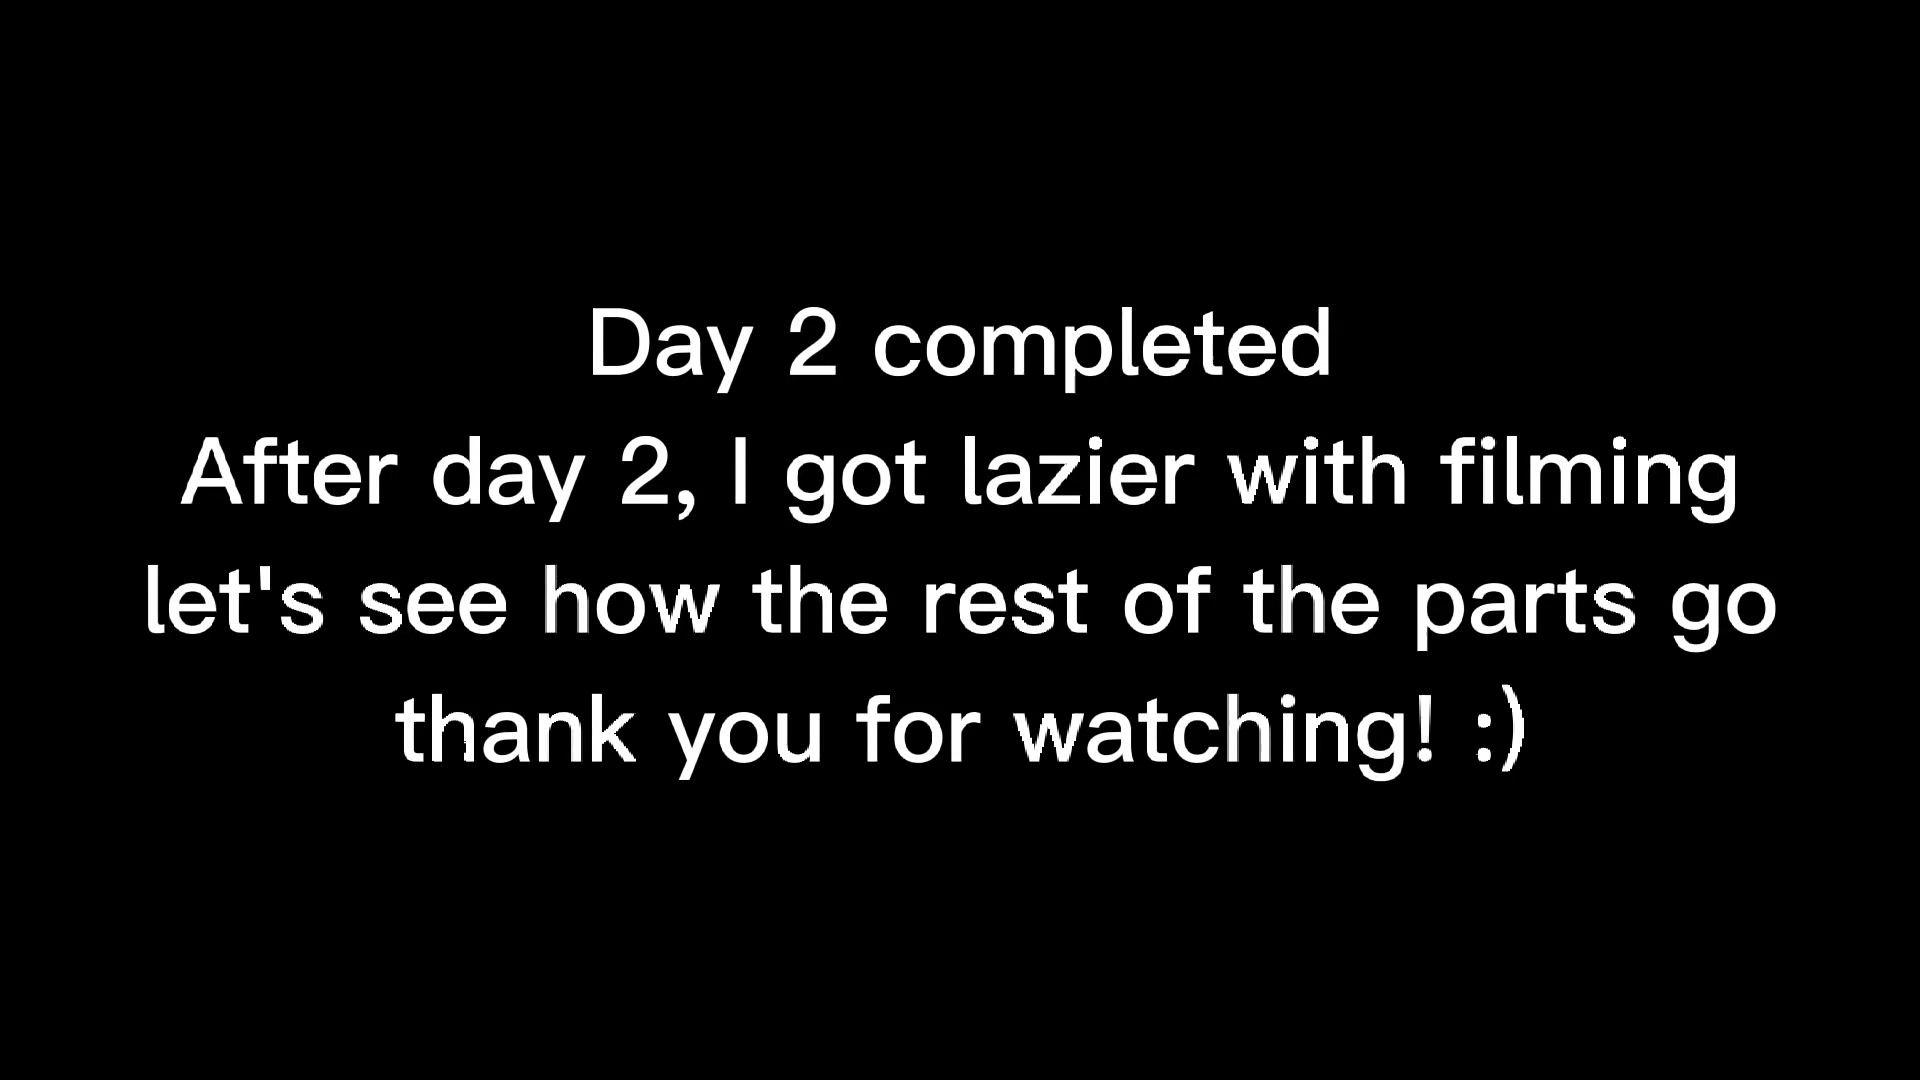 Day 2 completed
After day 2, I got lazier with filming
let's see how the rest of the parts go
thank you for watching! :)